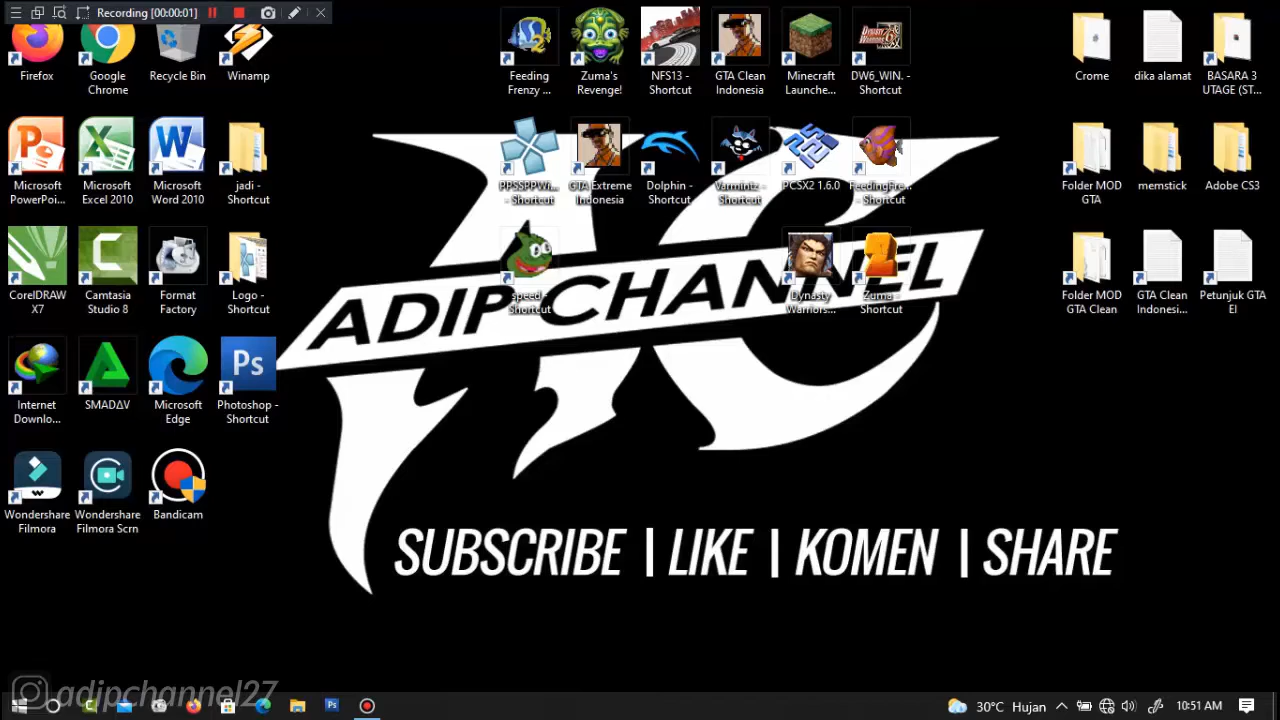 Recording [00:00:01]
Firefox
Google
Chrome
Recycle Bin
Winamp
Feeding
Frenzy ...
Zuma's
Revenge!
NFS13 -
Shortcut
GTA Clean
Indonesia
Minecraft
Launche...
DW6_WIN. -
Shortcut
Crome
dika alamat
BASARA 3
UTAGE (ST...
Microsoft
PowerPoi...
Microsoft
Excel 2010
Microsoft
Word 2010
jadi -
Shortcut
PPSSPPWi...
- Shortcut
GTA Extreme
Indonesia
Dolphin -
Shortcut
Varmintz -
Shortcut
PCSX2 1.6.0
FeedingFre...
- Shortcut
Folder MOD
GTA
memstick
Adobe CS3
CorelDRAW
X7
Camtasia
Studio 8
Format
Factory
Logo -
Shortcut
speed -
Shortcut
Dynasty
Warriors...
Zuma -
Shortcut
Folder MOD
GTA Clean
GTA Clean
Indonesi...
Petunjuk GTA
EI
AC
ADIP CHANNEL
Internet
Downlo...
SMADΔV
Microsoft
Edge
Ps
Photoshop -
Shortcut
Wondershare
Filmora
Wondershare
Filmora Scrn
Bandicam
SUBSCRIBE | LIKE | KOMEN | SHARE
adipchannel27
30°C Hujan
10:51 AM